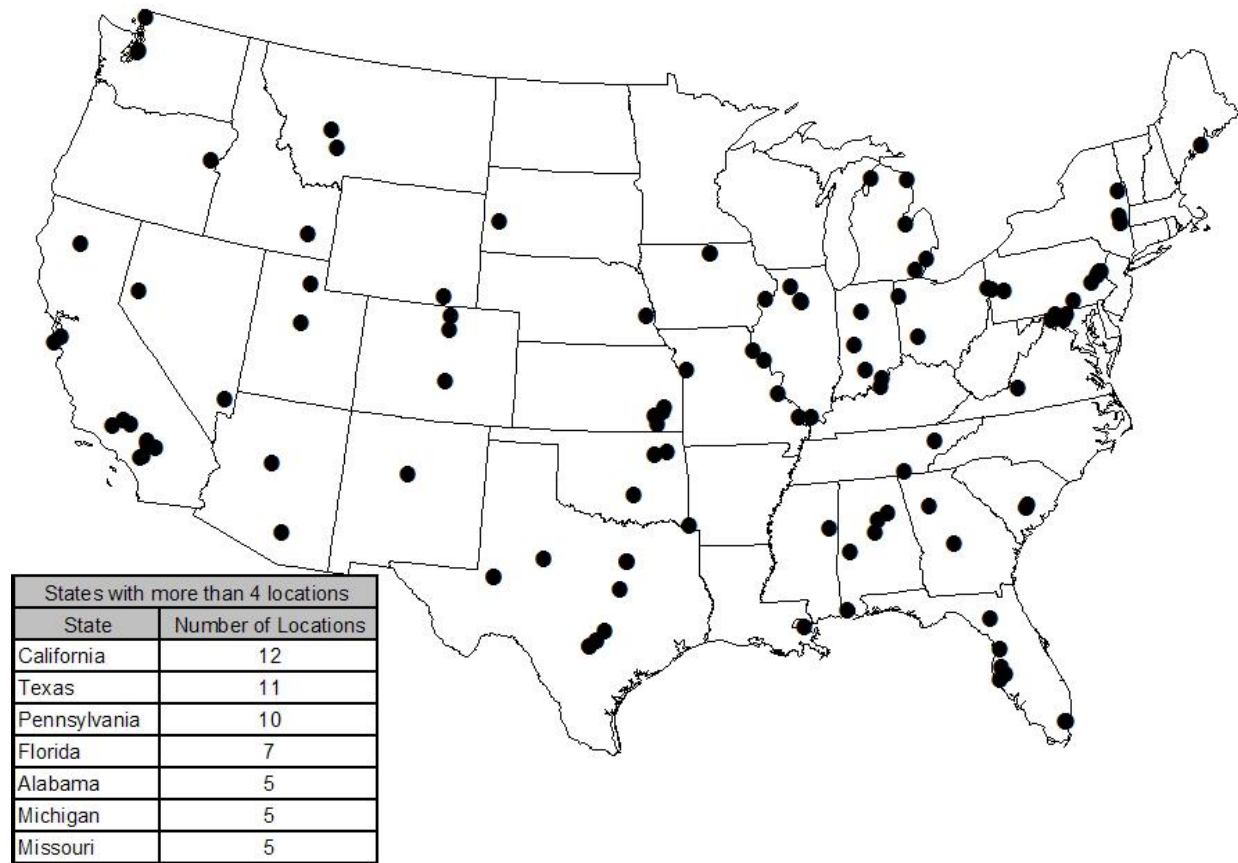 States with more than 4 locations
State Number of Locations
California 12
Texas 11
Pennsylvania 10
Florida 7
Alabama 5
Michigan 5
Missouri 5